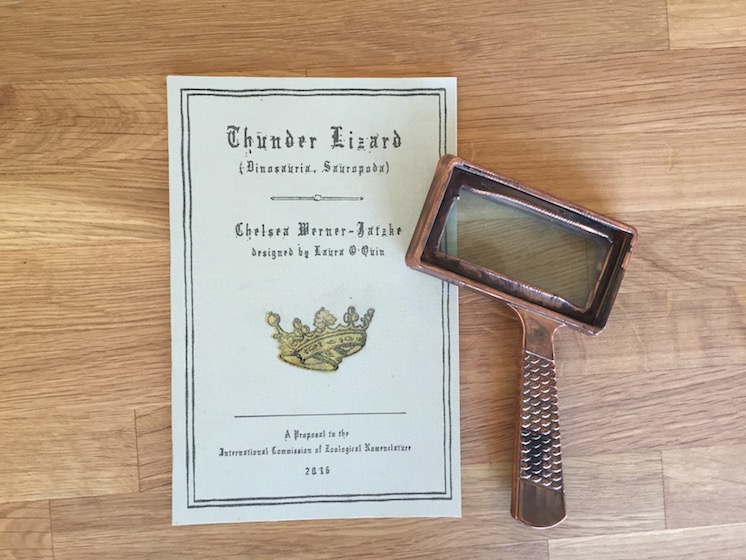 Thunder Lizard
(Dinosauria, Sauropoda)
Chelsea Werner-Jatzke
designed by Laura O'Quin
A Proposal to the
International Commission of Zoological Nomenclature
2016